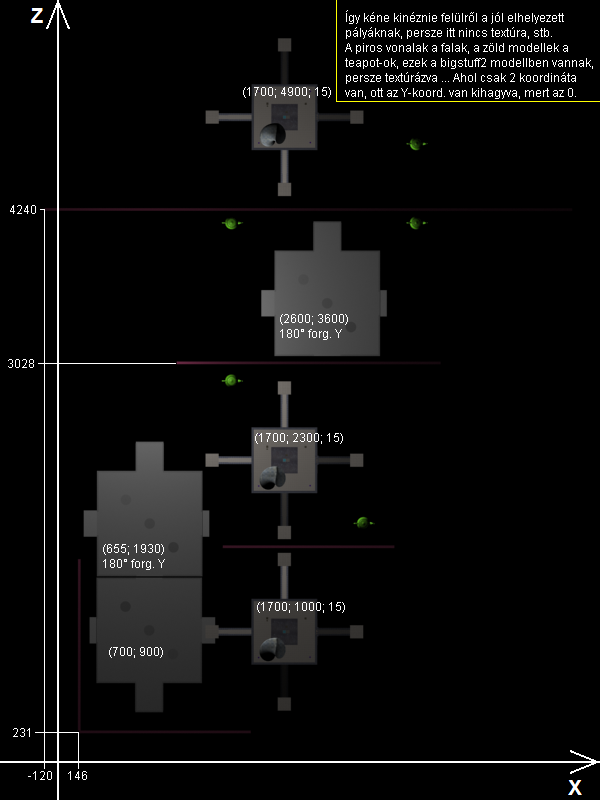 Z
Így kéne kinéznie felülről a jól elhelyezett
pályáknak, persze itt nincs textúra, stb.
A piros vonalak a falak, a zöld modellek a
teapot-ok, ezek a bigstuff2 modellben vannak,
persze textúrázva ... Ahol csak 2 koordináta
van, ott az Y-koord. van kihagyva, mert az 0.
(1700; 4900; 15)
4240
(2600; 3600)
180° forg. Y
3028
(1700; 2300; 15)
(655; 1930)
180° forg. Y
(1700; 1000; 15)
(700; 900)
231
-120
146
X